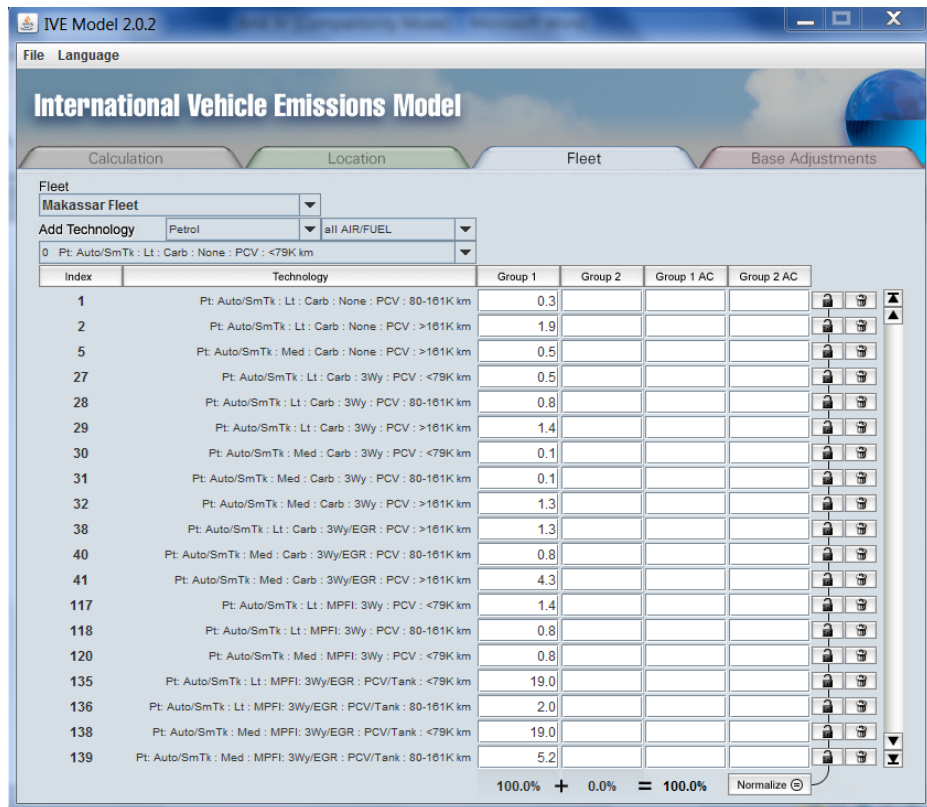 IVE Model 2.0.2
File Language
International Vehicle Emissions Model
Calculation Location Fleet Base Adjustments
Fleet
Makassar Fleet
Add Technology Petrol all AIR/FUEL
0 Pt: Auto/SmTk : Lt : Carb : None : PCV : <79K km
Index Technology Group 1 Group 2 Group 1 AC Group 2 AC
1 Pt: Auto/SmTk : Lt : Carb : None : PCV : 80-161K km 0.3
2 Pt: Auto/SmTk : Lt : Carb : None : PCV : >161K km 1.9
5 Pt: Auto/SmTk : Med : Carb : None : PCV : >161K km 0.5
27 Pt: Auto/SmTk : Lt : Carb : 3Wy : PCV : <79K km 0.5
28 Pt: Auto/SmTk : Lt : Carb : 3Wy : PCV : 80-161K km 0.8
29 Pt: Auto/SmTk : Lt : Carb : 3Wy : PCV : >161K km 1.4
30 Pt: Auto/SmTk : Med : Carb : 3Wy : PCV : <79K km 0.1
31 Pt: Auto/SmTk : Med : Carb : 3Wy : PCV : 80-161K km 0.1
32 Pt: Auto/SmTk : Med : Carb : 3Wy : PCV : >161K km 1.3
38 Pt: Auto/SmTk : Lt : Carb : 3Wy/EGR : PCV : >161K km 1.3
40 Pt: Auto/SmTk : Med : Carb : 3Wy/EGR : PCV : 80-161K km 0.8
41 Pt: Auto/SmTk : Med : Carb : 3Wy/EGR : PCV : >161K km 4.3
117 Pt: Auto/SmTk : Lt : MPFI: 3Wy : PCV : <79K km 1.4
118 Pt: Auto/SmTk : Lt : MPFI: 3Wy : PCV : 80-161K km 0.8
120 Pt: Auto/SmTk : Med : MPFI: 3Wy : PCV : <79K km 0.8
135 Pt: Auto/SmTk : Lt : MPFI: 3Wy/EGR : PCV/Tank : <79K km 19.0
136 Pt: Auto/SmTk : Lt : MPFI: 3Wy/EGR : PCV/Tank : 80-161K km 2.0
138 Pt: Auto/SmTk : Med : MPFI: 3Wy/EGR : PCV/Tank : <79K km 19.0
139 Pt: Auto/SmTk : Med : MPFI: 3Wy/EGR : PCV/Tank : 80-161K km 5.2
100.0% + 0.0% = 100.0% Normalize